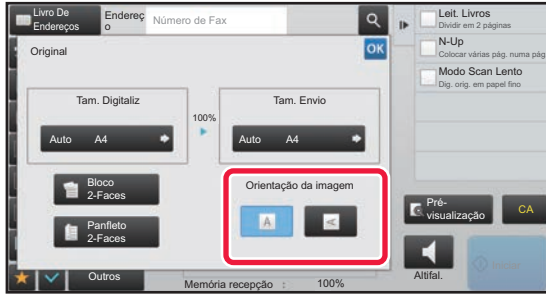 Livro De
Endereços
Endereç
o
Número de Fax
Original
OK
Tam. Digitaliz
100%
Tam. Envio
Auto A4
Auto A4
Bloco
2-Faces
Panfleto
2-Faces
Orientação da imagem
A
A
Outros
Memória recepção : 100%
Leit. Livros
Dividir em 2 páginas
N-Up
Colocar várias pág. numa pág
Modo Scan Lento
Dig. orig. em papel fino
Pré-
visualização
CA
Altifal.